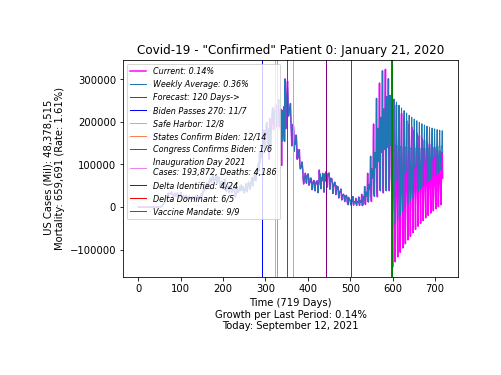 Covid-19 - "Confirmed" Patient 0: January 21, 2020
US Cases (Mil): 48,378,515
Mortality: 659,691 (Rate: 1.61%)
300000
200000
100000
0
−100000
Current: 0.14%
Weekly Average: 0.36%
Forecast: 120 Days->
Biden Passes 270: 11/7
Safe Harbor: 12/8
States Confirm Biden: 12/14
Congress Confirms Biden: 1/6
Inauguration Day 2021
Cases: 193,872, Deaths: 4,186
Delta Identified: 4/24
Delta Dominant: 6/5
Vaccine Mandate: 9/9
0 100 200 300 400 500 600 700
Time (719 Days)
Growth per Last Period: 0.14%
Today: September 12, 2021